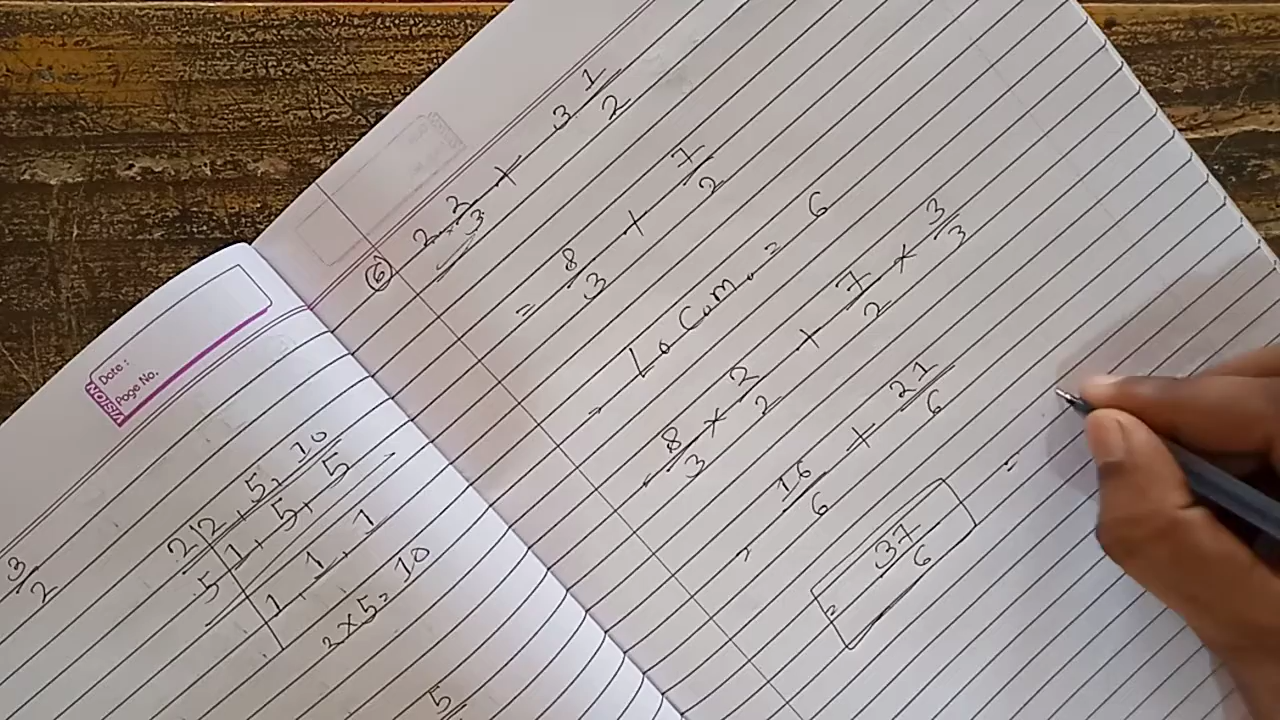 Date :
Page No.
VISION
3/2
2 | 2, 5, 10
5 | 1, 5, 5
1, 1, 1
2 × 5 = 10
5
(6) 2 2/3 + 3 1/2
= 8/3 + 7/2
= L.C.m. = 6
= 8/3 × 2/2 + 7/2 × 3/3
= 16/6 + 21/6
= 37/6
=